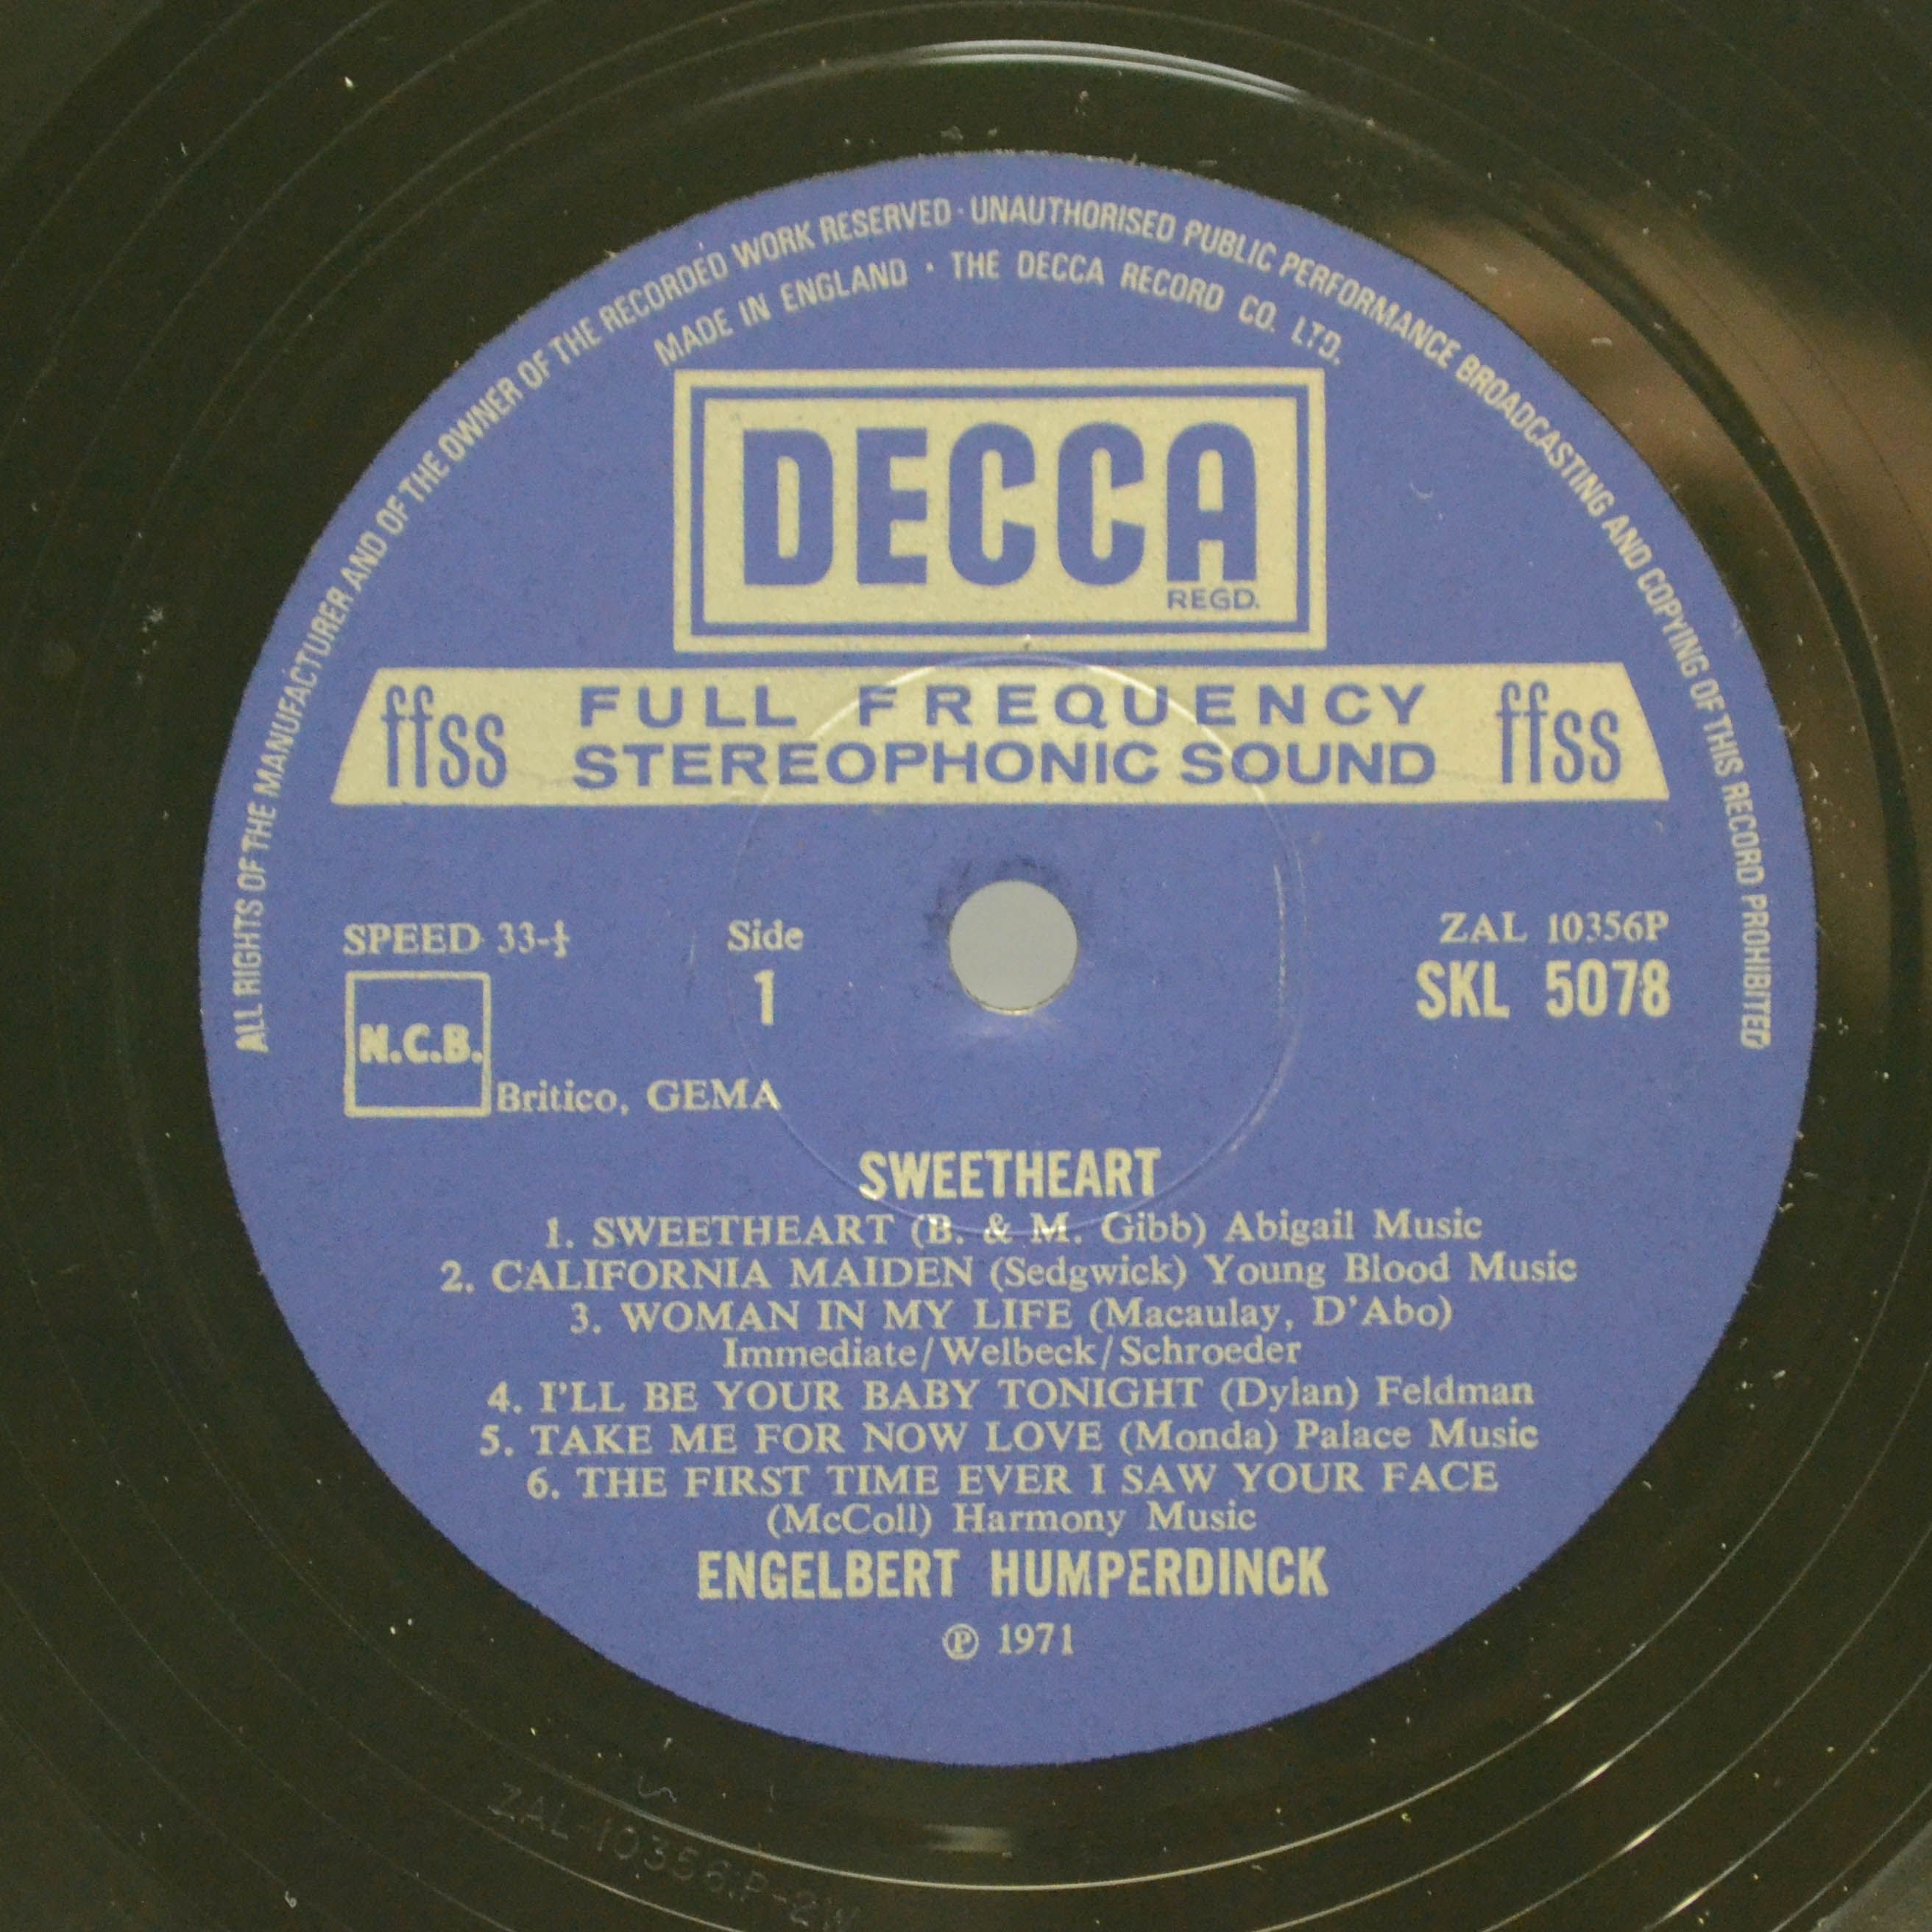 ALL RIGHTS OF THE MANUFACTURER AND OF THE OWNER OF THE RECORDED WORK RESERVED · UNAUTHORISED PUBLIC PERFORMANCE BROADCASTING AND COPYING OF THIS RECORD PROHIBITED
MADE IN ENGLAND · THE DECCA RECORD CO. LTD.
DECCA
REGD.
ffss FULL FREQUENCY ffss
STEREOPHONIC SOUND
SPEED 33-⅓ Side ZAL 10356P
1 SKL 5078
N.C.B.
Britico, GEMA
SWEETHEART
1. SWEETHEART (B. & M. Gibb) Abigail Music
2. CALIFORNIA MAIDEN (Sedgwick) Young Blood Music
3. WOMAN IN MY LIFE (Macaulay, D'Abo)
Immediate/Welbeck/Schroeder
4. I'LL BE YOUR BABY TONIGHT (Dylan) Feldman
5. TAKE ME FOR NOW LOVE (Monda) Palace Music
6. THE FIRST TIME EVER I SAW YOUR FACE
(McColl) Harmony Music
ENGELBERT HUMPERDINCK
℗ 1971
ZAL-10356P-2W